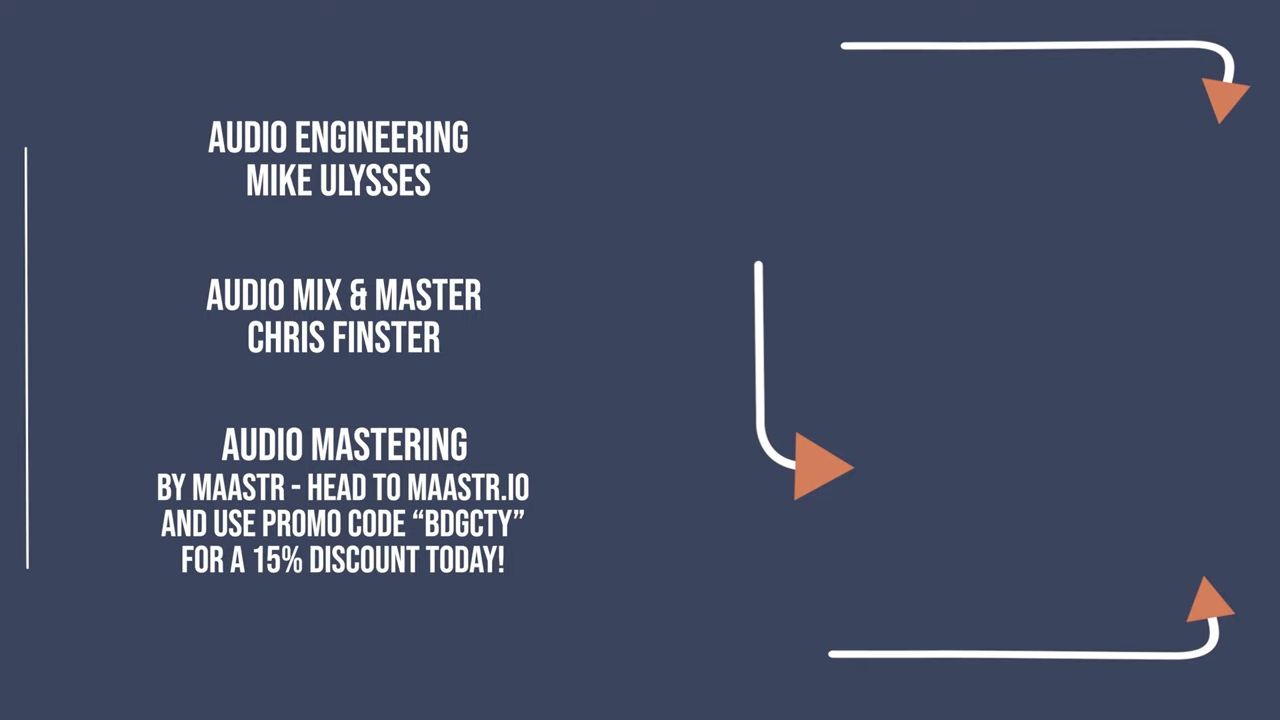 AUDIO ENGINEERING
MIKE ULYSSES
AUDIO MIX & MASTER
CHRIS FINSTER
AUDIO MASTERING
BY MAASTR - HEAD TO MAASTR.IO
AND USE PROMO CODE “BDGCTY”
FOR A 15% DISCOUNT TODAY!